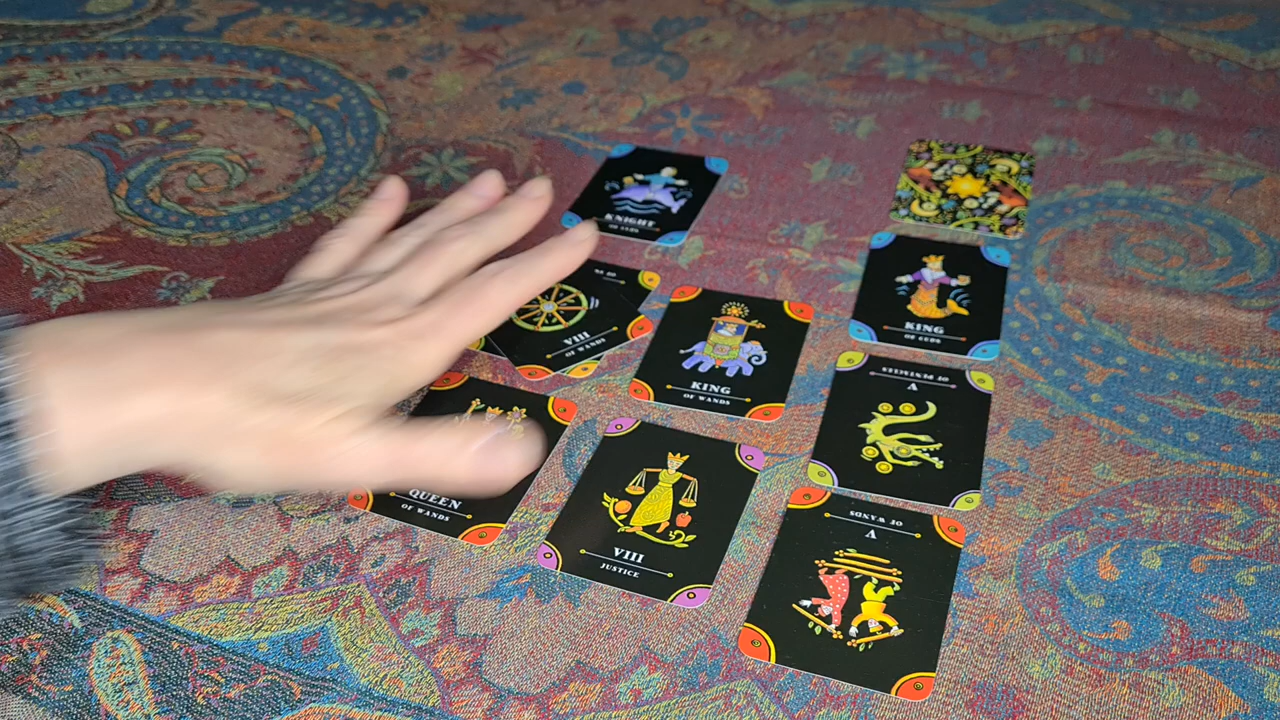 KNIGHT
OF CUPS
VIII
OF WANDS
KING
OF WANDS
KING
OF CUPS
V
OF PENTACLES
QUEEN
OF WANDS
VIII
JUSTICE
V
OF WANDS